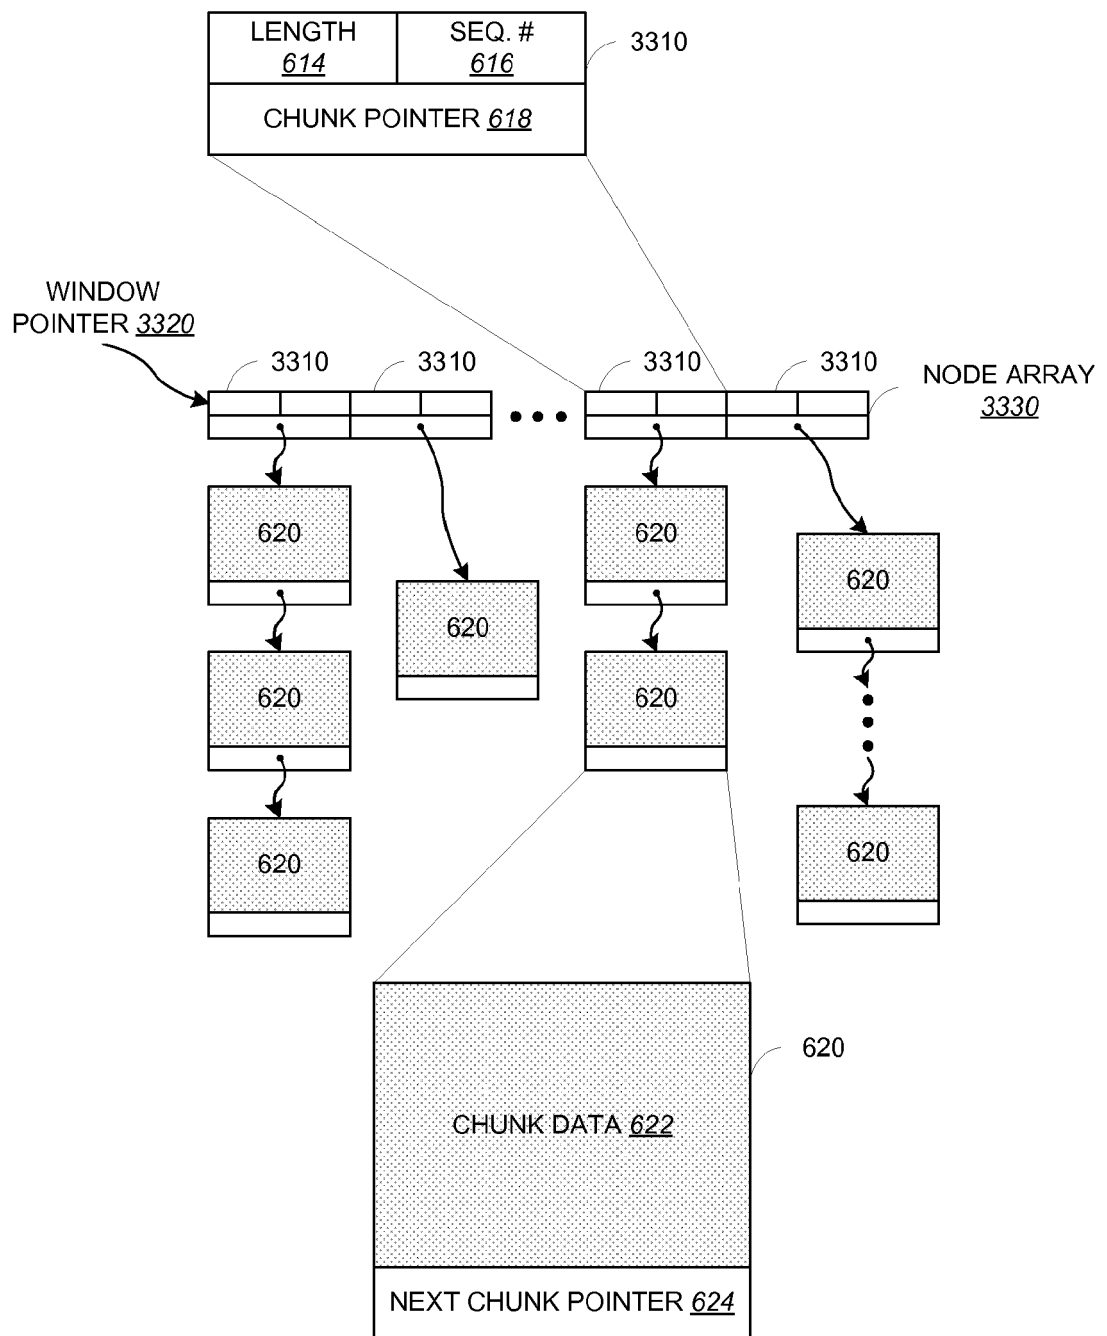 LENGTH
614
SEQ. #
616
3310
CHUNK POINTER 618
WINDOW
POINTER 3320
3310
3310
3310
3310
NODE ARRAY
3330
620
620
620
620
620
620
620
620
620
CHUNK DATA 622
NEXT CHUNK POINTER 624